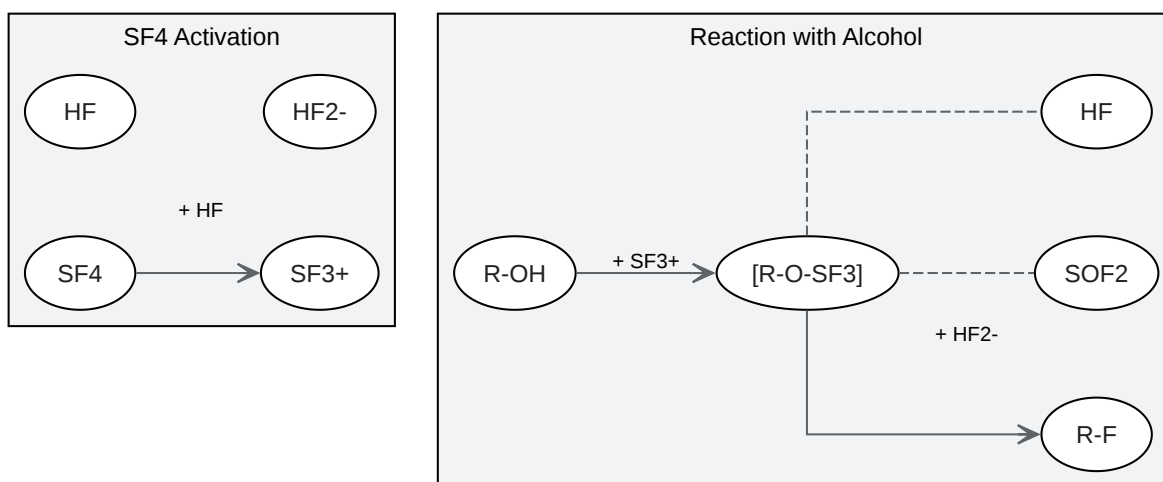 SF4 Activation
HF
HF2-
+ HF
SF4
SF3+
Reaction with Alcohol
HF
R-OH
+ SF3+
[R-O-SF3]
SOF2
+ HF2-
R-F